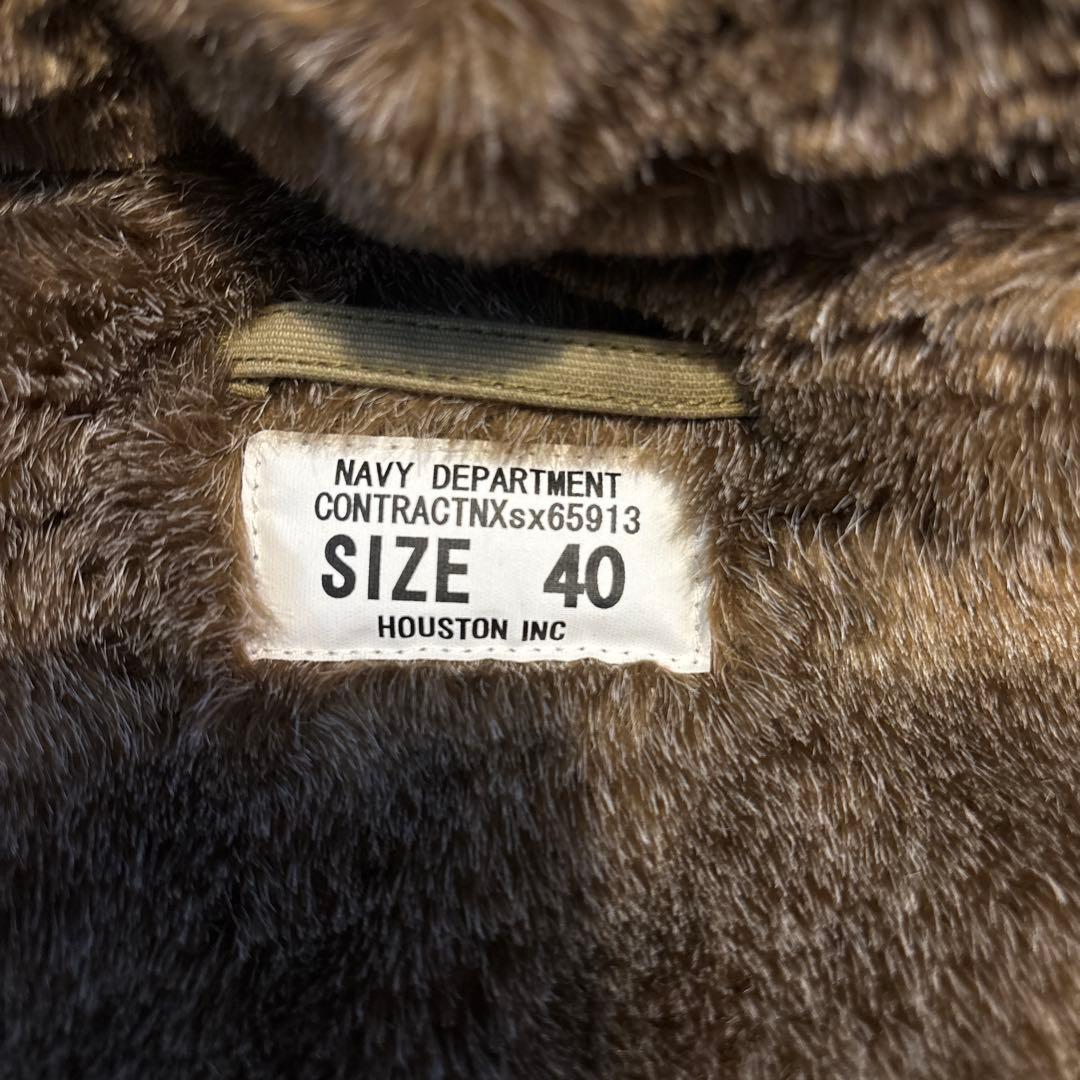 NAVY DEPARTMENT
CONTRACTNXsx65913
SIZE 40
HOUSTON INC